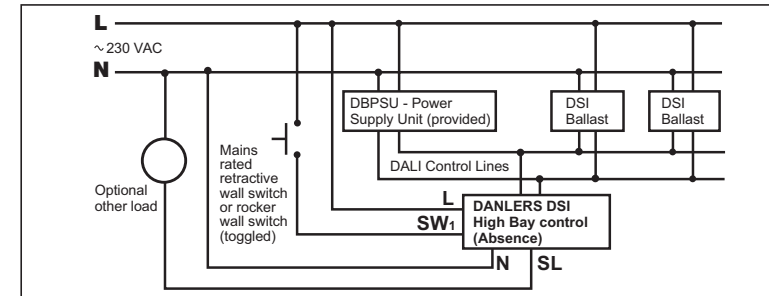 L
~ 230 VAC
N
DBPSU - Power
Supply Unit (provided)
DSI
Ballast
DSI
Ballast
Mains
rated
retractive
wall switch
or rocker
wall switch
(toggled)
DALI Control Lines
Optional
other load
L
SW1
DANLERS DSI
High Bay control
(Absence)
N
SL